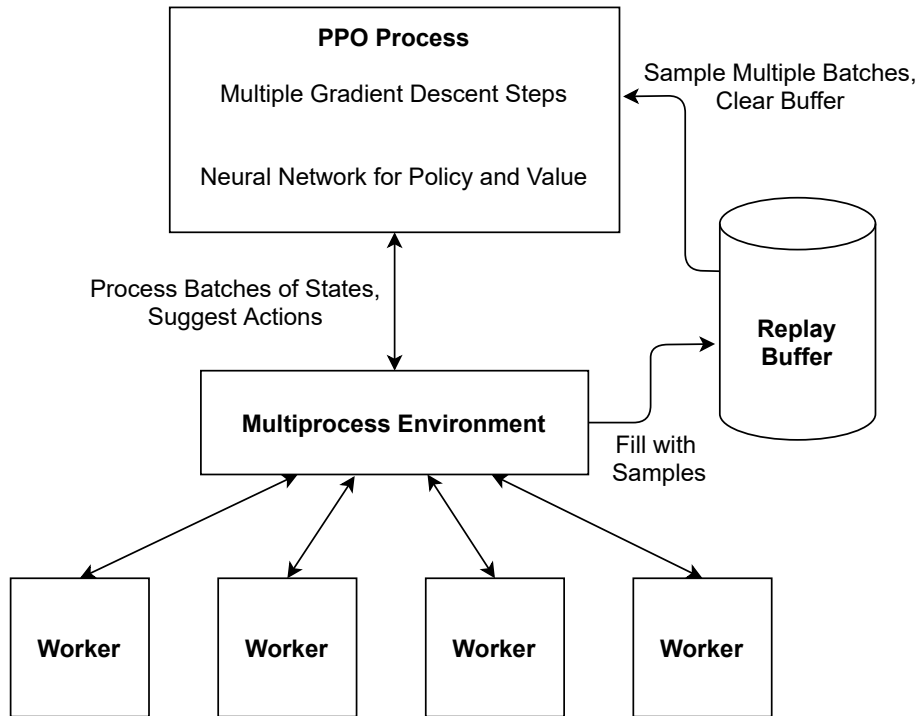 PPO Process
Multiple Gradient Descent Steps
Neural Network for Policy and Value
Sample Multiple Batches,
Clear Buffer
Process Batches of States,
Suggest Actions
Replay
Buffer
Multiprocess Environment
Fill with
Samples
Worker
Worker
Worker
Worker